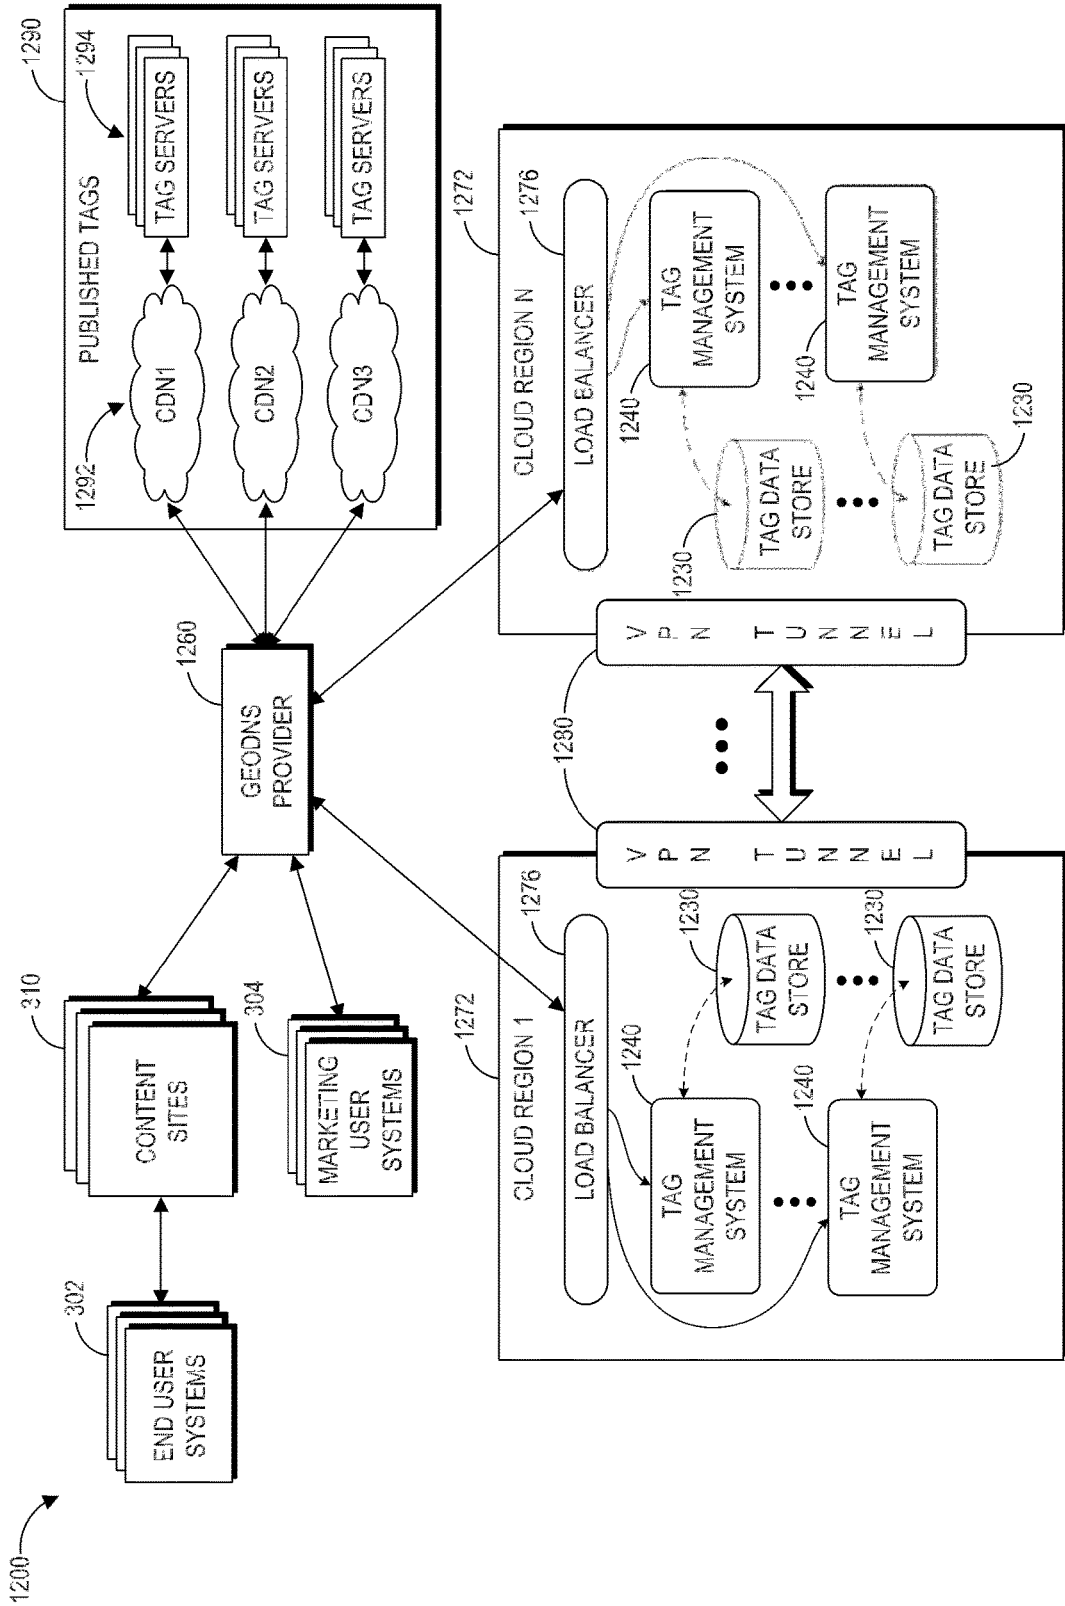 1200
302
END USER
SYSTEMS
310
CONTENT
SITES
304
MARKETING
USER
SYSTEMS
1260
GEODNS
PROVIDER
1290
PUBLISHED TAGS
1292
1294
CDN1
TAG SERVERS
CDN2
TAG SERVERS
CDN3
TAG SERVERS
1272
CLOUD REGION 1
1276
LOAD BALANCER
1240
TAG
MANAGEMENT
SYSTEM
1230
TAG DATA
STORE
1240
TAG
MANAGEMENT
SYSTEM
1230
TAG DATA
STORE
VPN TUNNEL
1280
VPN TUNNEL
1272
CLOUD REGION N
1276
LOAD BALANCER
1230
TAG DATA
STORE
1240
TAG
MANAGEMENT
SYSTEM
1230
TAG DATA
STORE
1240
TAG
MANAGEMENT
SYSTEM